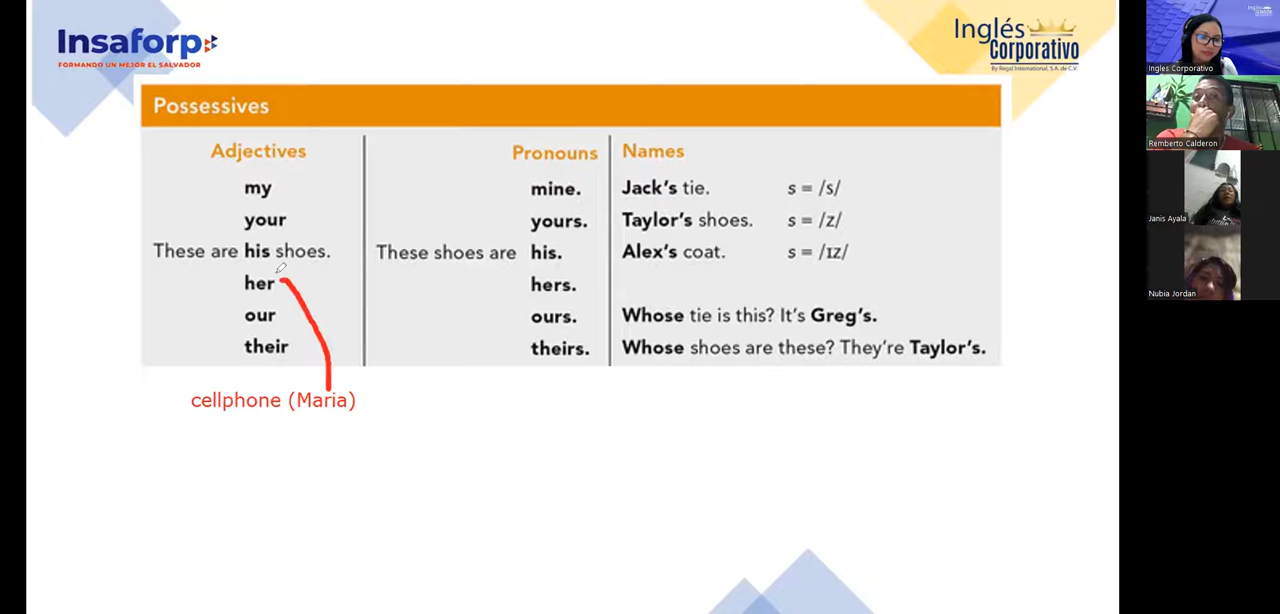 Insaforp
FORMANDO UN MEJOR EL SALVADOR
Inglés
Corporativo
By Regal International, S.A. de C.V.
Possessives
Adjectives
my
your
These are his shoes.
her
our
their
Pronouns
mine.
yours.
These shoes are his.
hers.
ours.
theirs.
Names
Jack's tie. s = /s/
Taylor's shoes. s = /z/
Alex's coat. s = /ɪz/
Whose tie is this? It's Greg's.
Whose shoes are these? They're Taylor's.
cellphone (Maria)
Ingles Corporativo
Remberto Calderon
Janis Ayala
Nubia Jordan